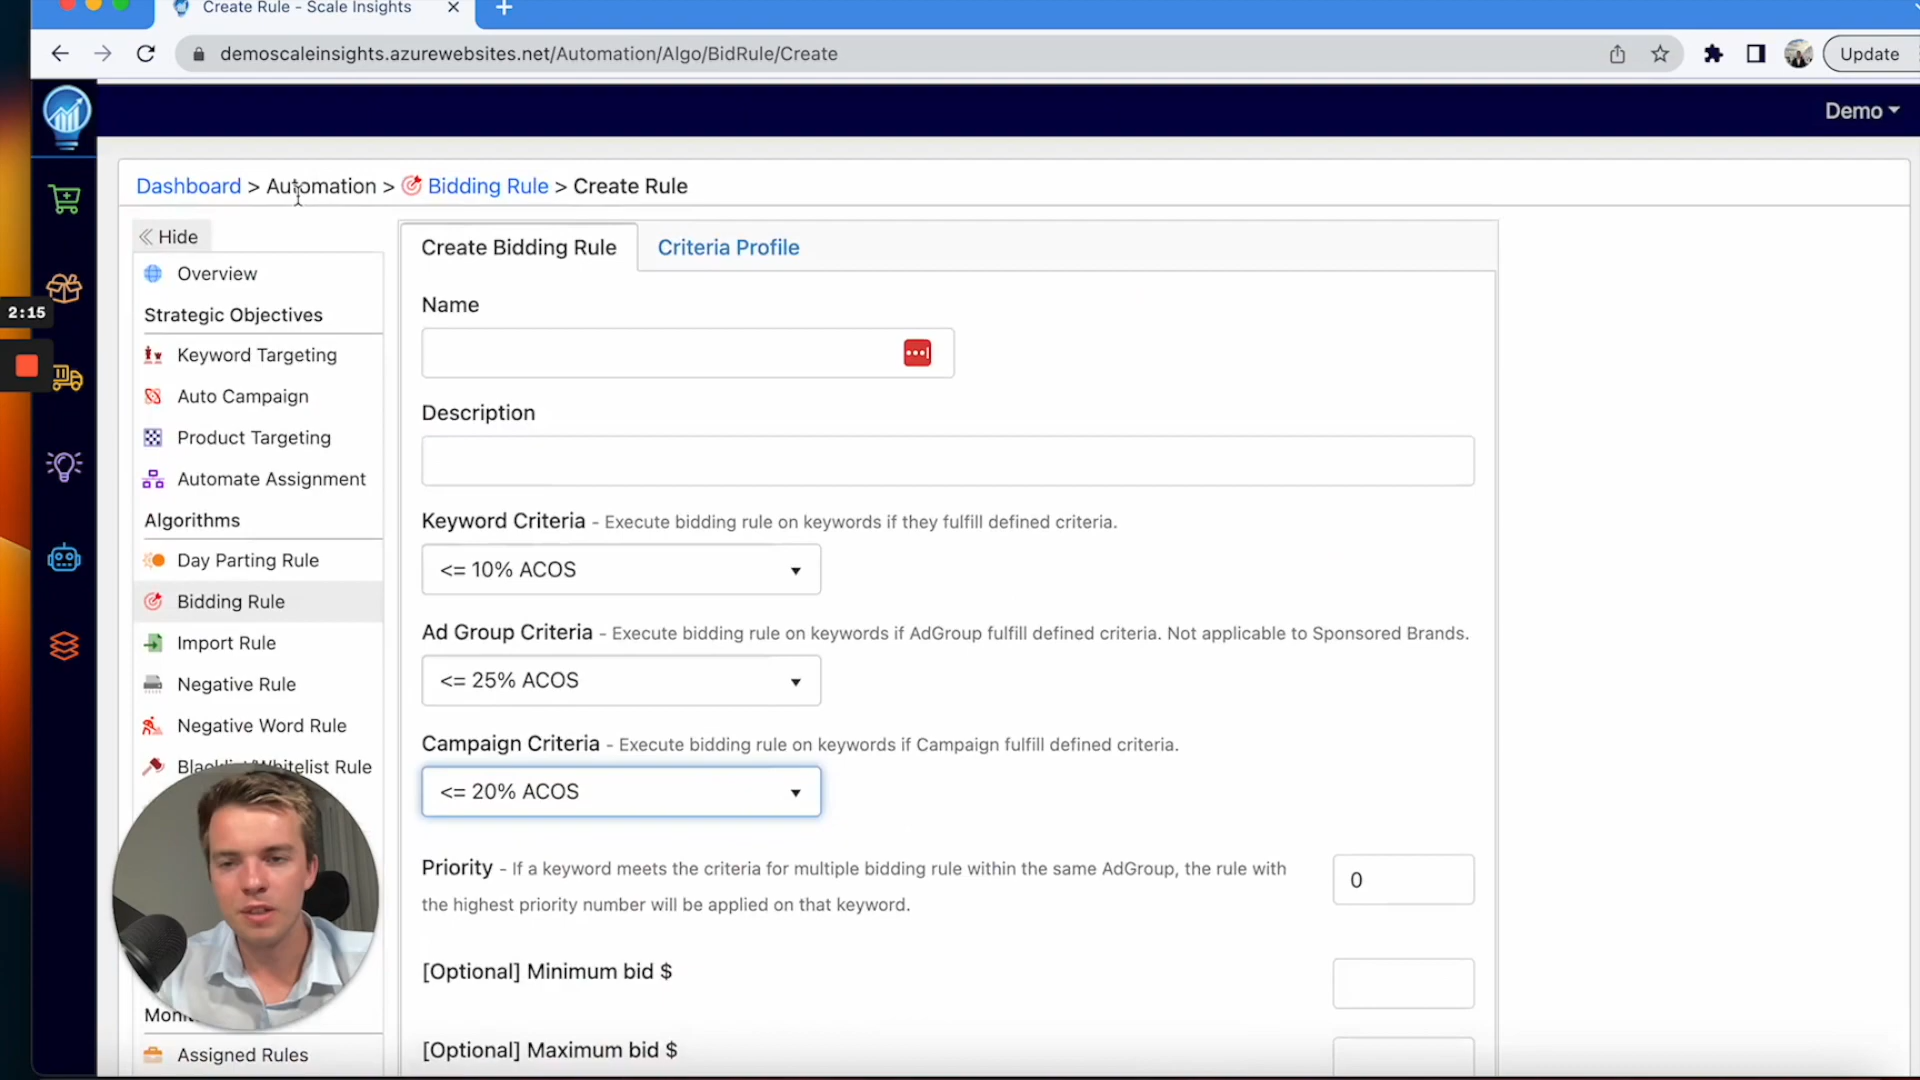 Create Rule - Scale Insights
demoscaleinsights.azurewebsites.net/Automation/Algo/BidRule/Create
Update
Demo
Dashboard > Automation > Bidding Rule > Create Rule
Hide
Overview
Strategic Objectives
Keyword Targeting
Auto Campaign
Product Targeting
Automate Assignment
Algorithms
Day Parting Rule
Bidding Rule
Import Rule
Negative Rule
Negative Word Rule
Blacklist/Whitelist Rule
Assigned Rules
2:15
Create Bidding Rule
Criteria Profile
Name
Description
Keyword Criteria - Execute bidding rule on keywords if they fulfill defined criteria.
<= 10% ACOS
Ad Group Criteria - Execute bidding rule on keywords if AdGroup fulfill defined criteria. Not applicable to Sponsored Brands.
<= 25% ACOS
Campaign Criteria - Execute bidding rule on keywords if Campaign fulfill defined criteria.
<= 20% ACOS
Priority - If a keyword meets the criteria for multiple bidding rule within the same AdGroup, the rule with
the highest priority number will be applied on that keyword.
0
[Optional] Minimum bid $
[Optional] Maximum bid $